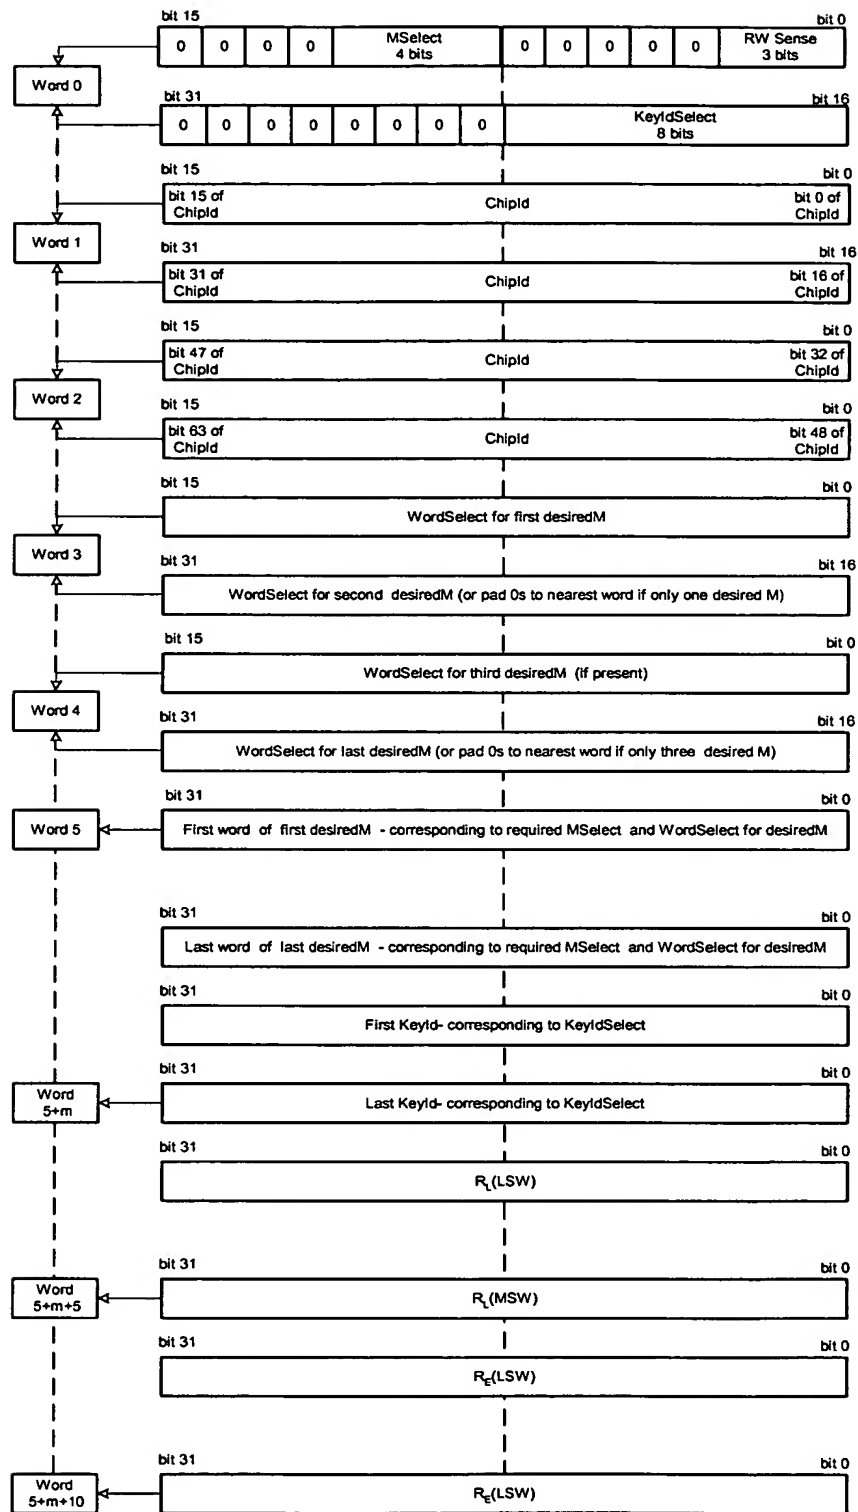 bit 15
bit 0
0
0
0
0
MSelect
4 bits
0
0
0
0
0
RW Sense
3 bits
Word 0
bit 31
bit 16
0
0
0
0
0
0
0
0
KeyIdSelect
8 bits
bit 15
bit 0
bit 15 of
ChipId
ChipId
bit 0 of
ChipId
Word 1
bit 31
bit 16
bit 31 of
ChipId
ChipId
bit 16 of
ChipId
bit 15
bit 0
bit 47 of
ChipId
ChipId
bit 32 of
ChipId
Word 2
bit 15
bit 0
bit 63 of
ChipId
ChipId
bit 48 of
ChipId
bit 15
bit 0
WordSelect for first desiredM
Word 3
bit 31
bit 16
WordSelect for second desiredM (or pad 0s to nearest word if only one desired M)
bit 15
bit 0
WordSelect for third desiredM (if present)
Word 4
bit 31
bit 16
WordSelect for last desiredM (or pad 0s to nearest word if only three desired M)
bit 31
bit 0
Word 5
First word of first desiredM - corresponding to required MSelect and WordSelect for desiredM
bit 31
bit 0
Last word of last desiredM - corresponding to required MSelect and WordSelect for desiredM
bit 31
bit 0
First KeyId- corresponding to KeyIdSelect
bit 31
bit 0
Word
5+m
Last KeyId- corresponding to KeyIdSelect
bit 31
bit 0
R_L(LSW)
bit 31
bit 0
Word
5+m+5
R_L(MSW)
bit 31
bit 0
R_E(LSW)
bit 31
bit 0
Word
5+m+10
R_E(LSW)